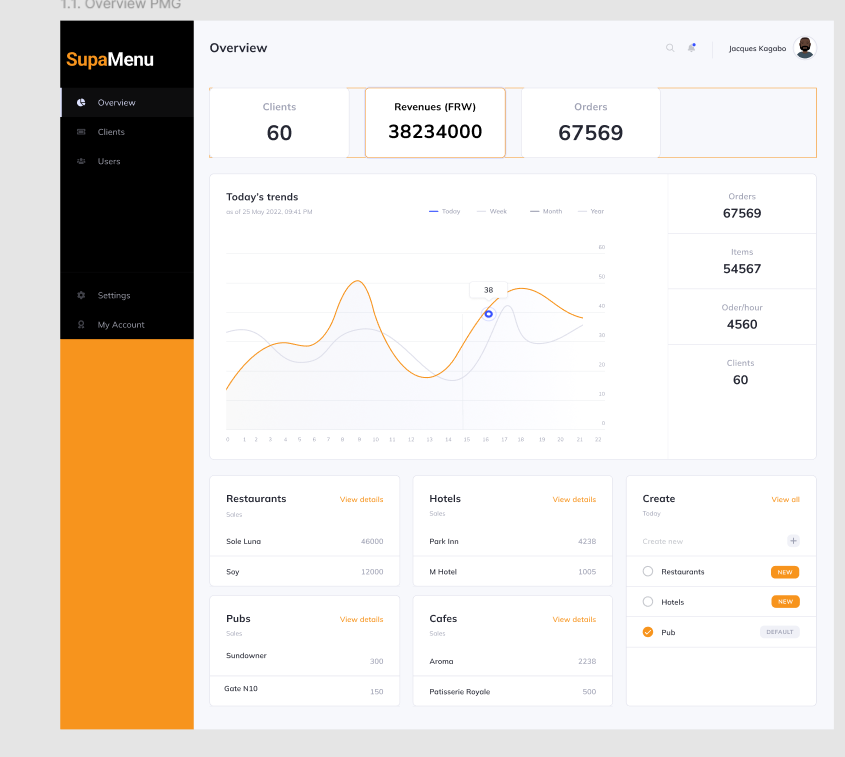 1.1. Overview PMG
SupaMenu
Overview
Clients
Users
Settings
My Account
Overview
Jacques Kagabo
Clients
60
Revenues (FRW)
38234000
Orders
67569
Today's trends
as of 25 May 2022, 09:41 PM
Today Week Month Year
60
50
40
30
20
10
0
38
0 1 2 3 4 5 6 7 8 9 10 11 12 13 14 15 16 17 18 19 20 21 22
Orders
67569
Items
54567
Oder/hour
4560
Clients
60
Restaurants View details
Sales
Sole Luna 46000
Soy 12000
Hotels View details
Sales
Park Inn 4238
M Hotel 1005
Create View all
Today
Create new
Restaurants NEW
Hotels NEW
Pub DEFAULT
Pubs View details
Sales
Sundowner 300
Gate N10 150
Cafes View details
Sales
Aroma 2238
Patisserie Royale 500